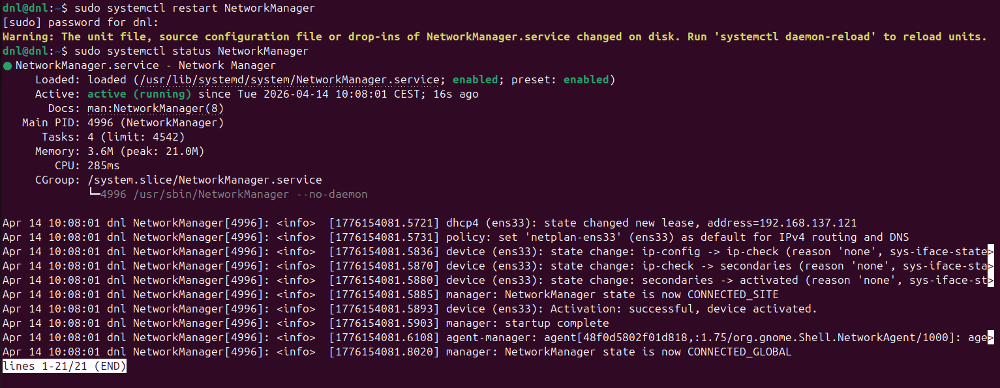 dnl@dnl:~$ sudo systemctl restart NetworkManager
[sudo] password for dnl:
Warning: The unit file, source configuration file or drop-ins of NetworkManager.service changed on disk. Run 'systemctl daemon-reload' to reload units.
dnl@dnl:~$ sudo systemctl status NetworkManager
● NetworkManager.service - Network Manager
     Loaded: loaded (/usr/lib/systemd/system/NetworkManager.service; enabled; preset: enabled)
     Active: active (running) since Tue 2026-04-14 10:08:01 CEST; 16s ago
       Docs: man:NetworkManager(8)
   Main PID: 4996 (NetworkManager)
      Tasks: 4 (limit: 4542)
     Memory: 3.6M (peak: 21.0M)
        CPU: 285ms
     CGroup: /system.slice/NetworkManager.service
             └─4996 /usr/sbin/NetworkManager --no-daemon
Apr 14 10:08:01 dnl NetworkManager[4996]: <info>  [1776154081.5721] dhcp4 (ens33): state changed new lease, address=192.168.137.121
Apr 14 10:08:01 dnl NetworkManager[4996]: <info>  [1776154081.5731] policy: set 'netplan-ens33' (ens33) as default for IPv4 routing and DNS
Apr 14 10:08:01 dnl NetworkManager[4996]: <info>  [1776154081.5836] device (ens33): state change: ip-config -> ip-check (reason 'none', sys-iface-state>
Apr 14 10:08:01 dnl NetworkManager[4996]: <info>  [1776154081.5870] device (ens33): state change: ip-check -> secondaries (reason 'none', sys-iface-sta>
Apr 14 10:08:01 dnl NetworkManager[4996]: <info>  [1776154081.5880] device (ens33): state change: secondaries -> activated (reason 'none', sys-iface-st>
Apr 14 10:08:01 dnl NetworkManager[4996]: <info>  [1776154081.5885] manager: NetworkManager state is now CONNECTED_SITE
Apr 14 10:08:01 dnl NetworkManager[4996]: <info>  [1776154081.5893] device (ens33): Activation: successful, device activated.
Apr 14 10:08:01 dnl NetworkManager[4996]: <info>  [1776154081.5903] manager: startup complete
Apr 14 10:08:01 dnl NetworkManager[4996]: <info>  [1776154081.6108] agent-manager: agent[48f0d5802f01d818,:1.75/org.gnome.Shell.NetworkAgent/1000]: age>
Apr 14 10:08:01 dnl NetworkManager[4996]: <info>  [1776154081.8020] manager: NetworkManager state is now CONNECTED_GLOBAL
lines 1-21/21 (END)